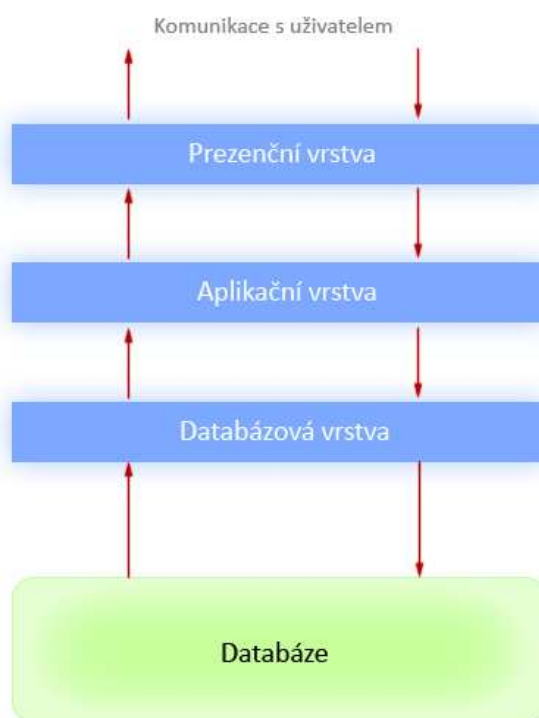 Komunikace s uživatelem
Prezenční vrstva
Aplikační vrstva
Databázová vrstva
Databáze